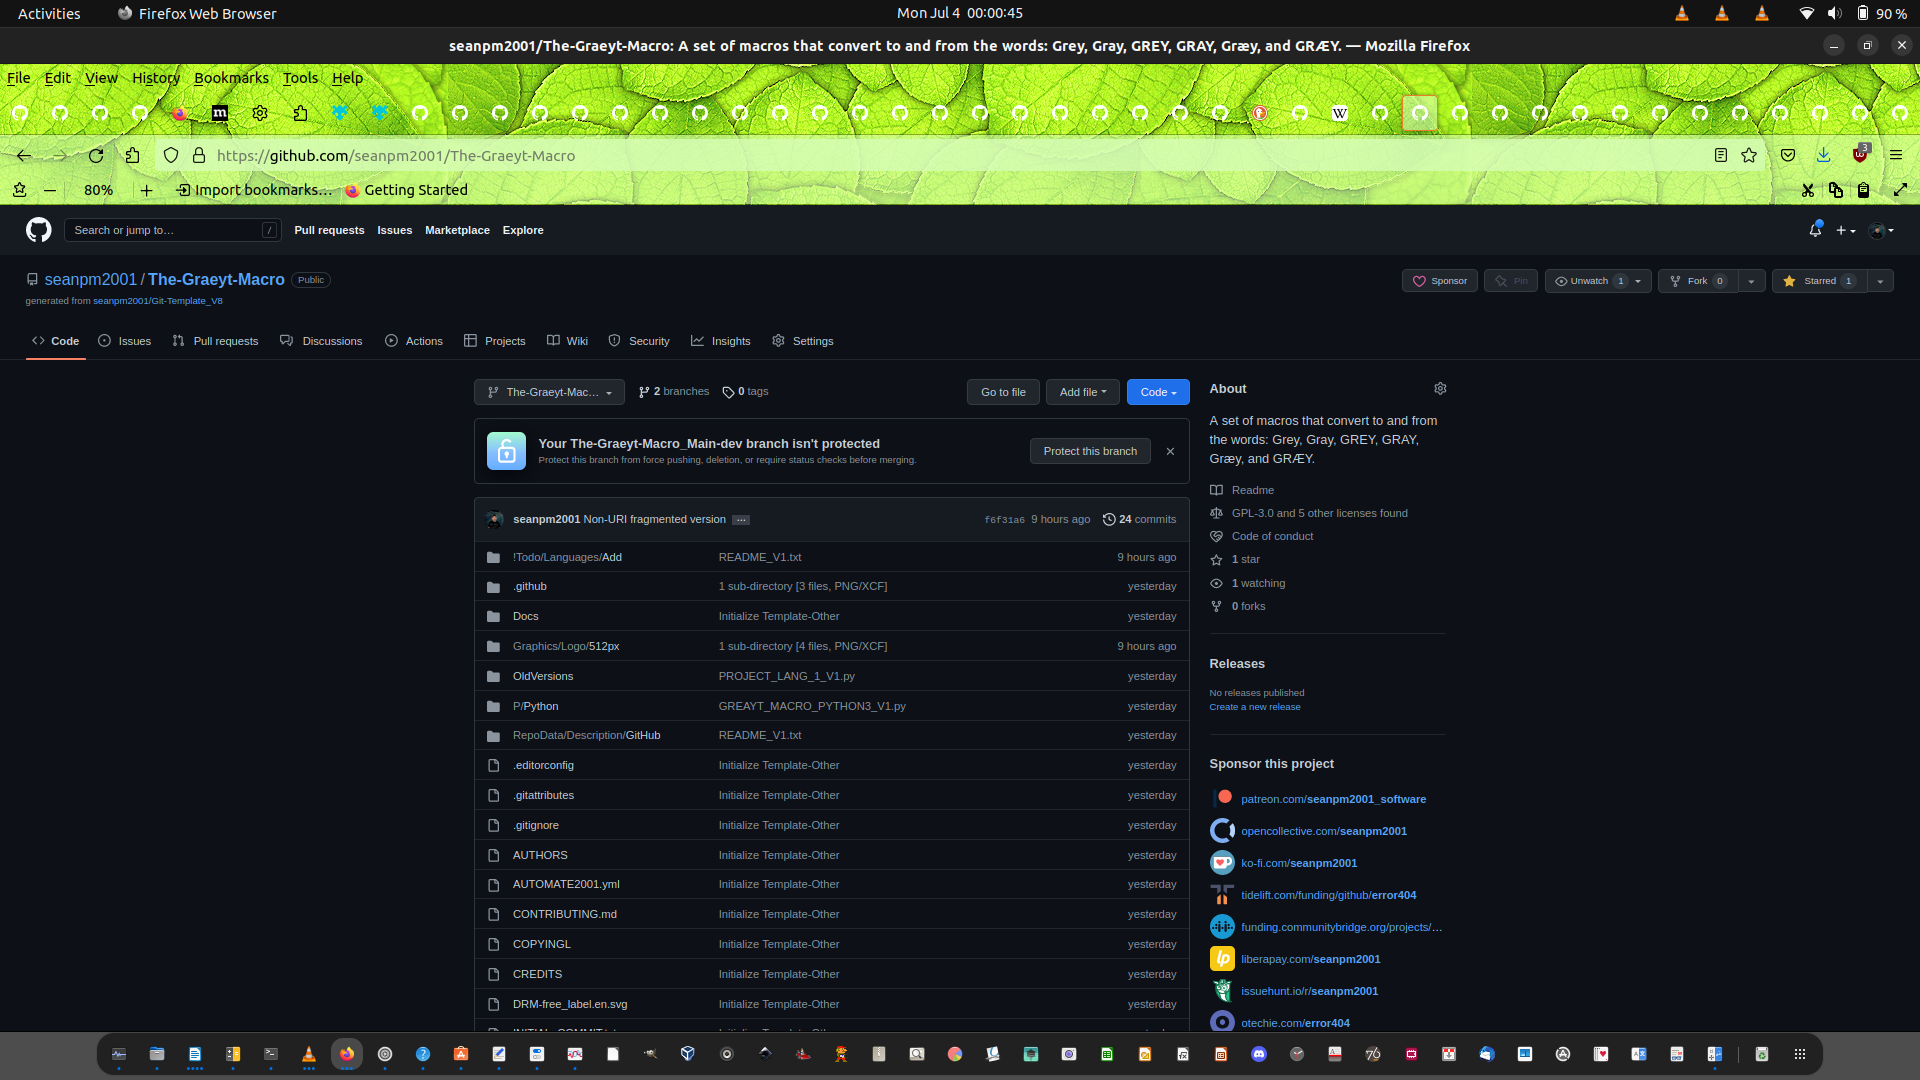 Activities
Firefox Web Browser
Mon Jul 4 00:00:45
90 %
seanpm2001/The-Graeyt-Macro: A set of macros that convert to and from the words: Grey, Gray, GREY, GRAY, Græy, and GRÆY. — Mozilla Firefox
File Edit View History Bookmarks Tools Help
https://github.com/seanpm2001/The-Graeyt-Macro
3
80%
Import bookmarks…
Getting Started
Search or jump to…
/
Pull requests
Issues
Marketplace
Explore
seanpm2001 / The-Graeyt-Macro
Public
generated from seanpm2001/Git-Template_V8
Sponsor
Pin
Unwatch 1
Fork 0
Starred 1
Code
Issues
Pull requests
Discussions
Actions
Projects
Wiki
Security
Insights
Settings
The-Graeyt-Mac…
2 branches
0 tags
Go to file
Add file
Code
Your The-Graeyt-Macro_Main-dev branch isn't protected
Protect this branch from force pushing, deletion, or require status checks before merging.
Protect this branch
seanpm2001 Non-URI fragmented version …
f6f31a6 9 hours ago
24 commits
!Todo/Languages/Add README_V1.txt 9 hours ago
.github 1 sub-directory [3 files, PNG/XCF] yesterday
Docs Initialize Template-Other yesterday
Graphics/Logo/512px 1 sub-directory [4 files, PNG/XCF] 9 hours ago
OldVersions PROJECT_LANG_1_V1.py yesterday
P/Python GREAYT_MACRO_PYTHON3_V1.py yesterday
RepoData/Description/GitHub README_V1.txt yesterday
.editorconfig Initialize Template-Other yesterday
.gitattributes Initialize Template-Other yesterday
.gitignore Initialize Template-Other yesterday
AUTHORS Initialize Template-Other yesterday
AUTOMATE2001.yml Initialize Template-Other yesterday
CONTRIBUTING.md Initialize Template-Other yesterday
COPYINGL Initialize Template-Other yesterday
CREDITS Initialize Template-Other yesterday
DRM-free_label.en.svg Initialize Template-Other yesterday
About
A set of macros that convert to and from
the words: Grey, Gray, GREY, GRAY,
Græy, and GRÆY.
Readme
GPL-3.0 and 5 other licenses found
Code of conduct
1 star
1 watching
0 forks
Releases
No releases published
Create a new release
Sponsor this project
patreon.com/seanpm2001_software
opencollective.com/seanpm2001
ko-fi.com/seanpm2001
tidelift.com/funding/github/error404
funding.communitybridge.org/projects/…
liberapay.com/seanpm2001
issuehunt.io/r/seanpm2001
otechie.com/error404